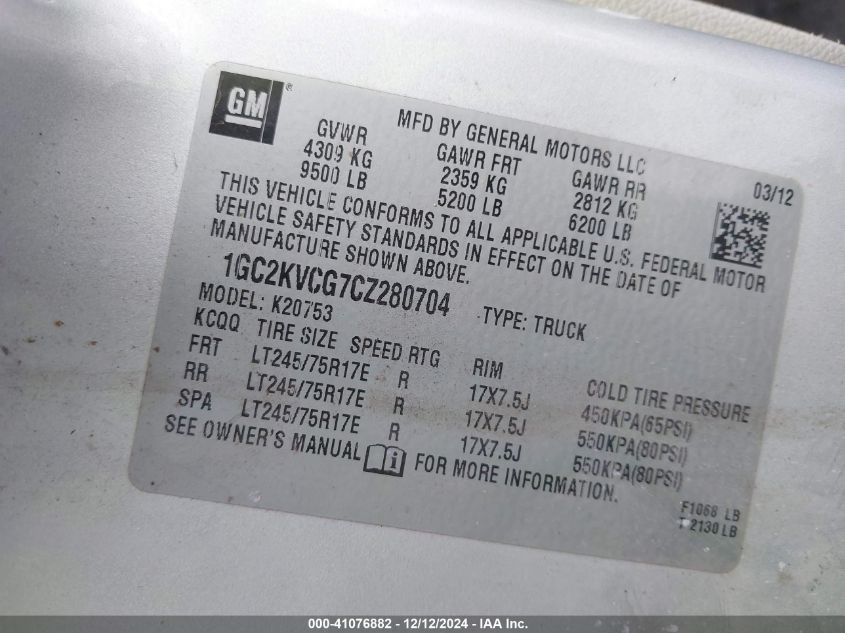 GM ®
MFD BY GENERAL MOTORS LLC
03/12
GVWR GAWR FRT GAWR RR
4309 KG 2359 KG 2812 KG
9500 LB 5200 LB 6200 LB
THIS VEHICLE CONFORMS TO ALL APPLICABLE U.S. FEDERAL MOTOR
VEHICLE SAFETY STANDARDS IN EFFECT ON THE DATE OF
MANUFACTURE SHOWN ABOVE.
1GC2KVCG7CZ280704 TYPE: TRUCK
MODEL: K20753
KCQQ TIRE SIZE SPEED RTG RIM COLD TIRE PRESSURE
FRT LT245/75R17E R 17X7.5J 450KPA(65PSI)
RR LT245/75R17E R 17X7.5J 550KPA(80PSI)
SPA LT245/75R17E R 17X7.5J 550KPA(80PSI)
SEE OWNER'S MANUAL i FOR MORE INFORMATION.
F1068 LB
T 2130 LB
000-41076882 - 12/12/2024 - IAA Inc.